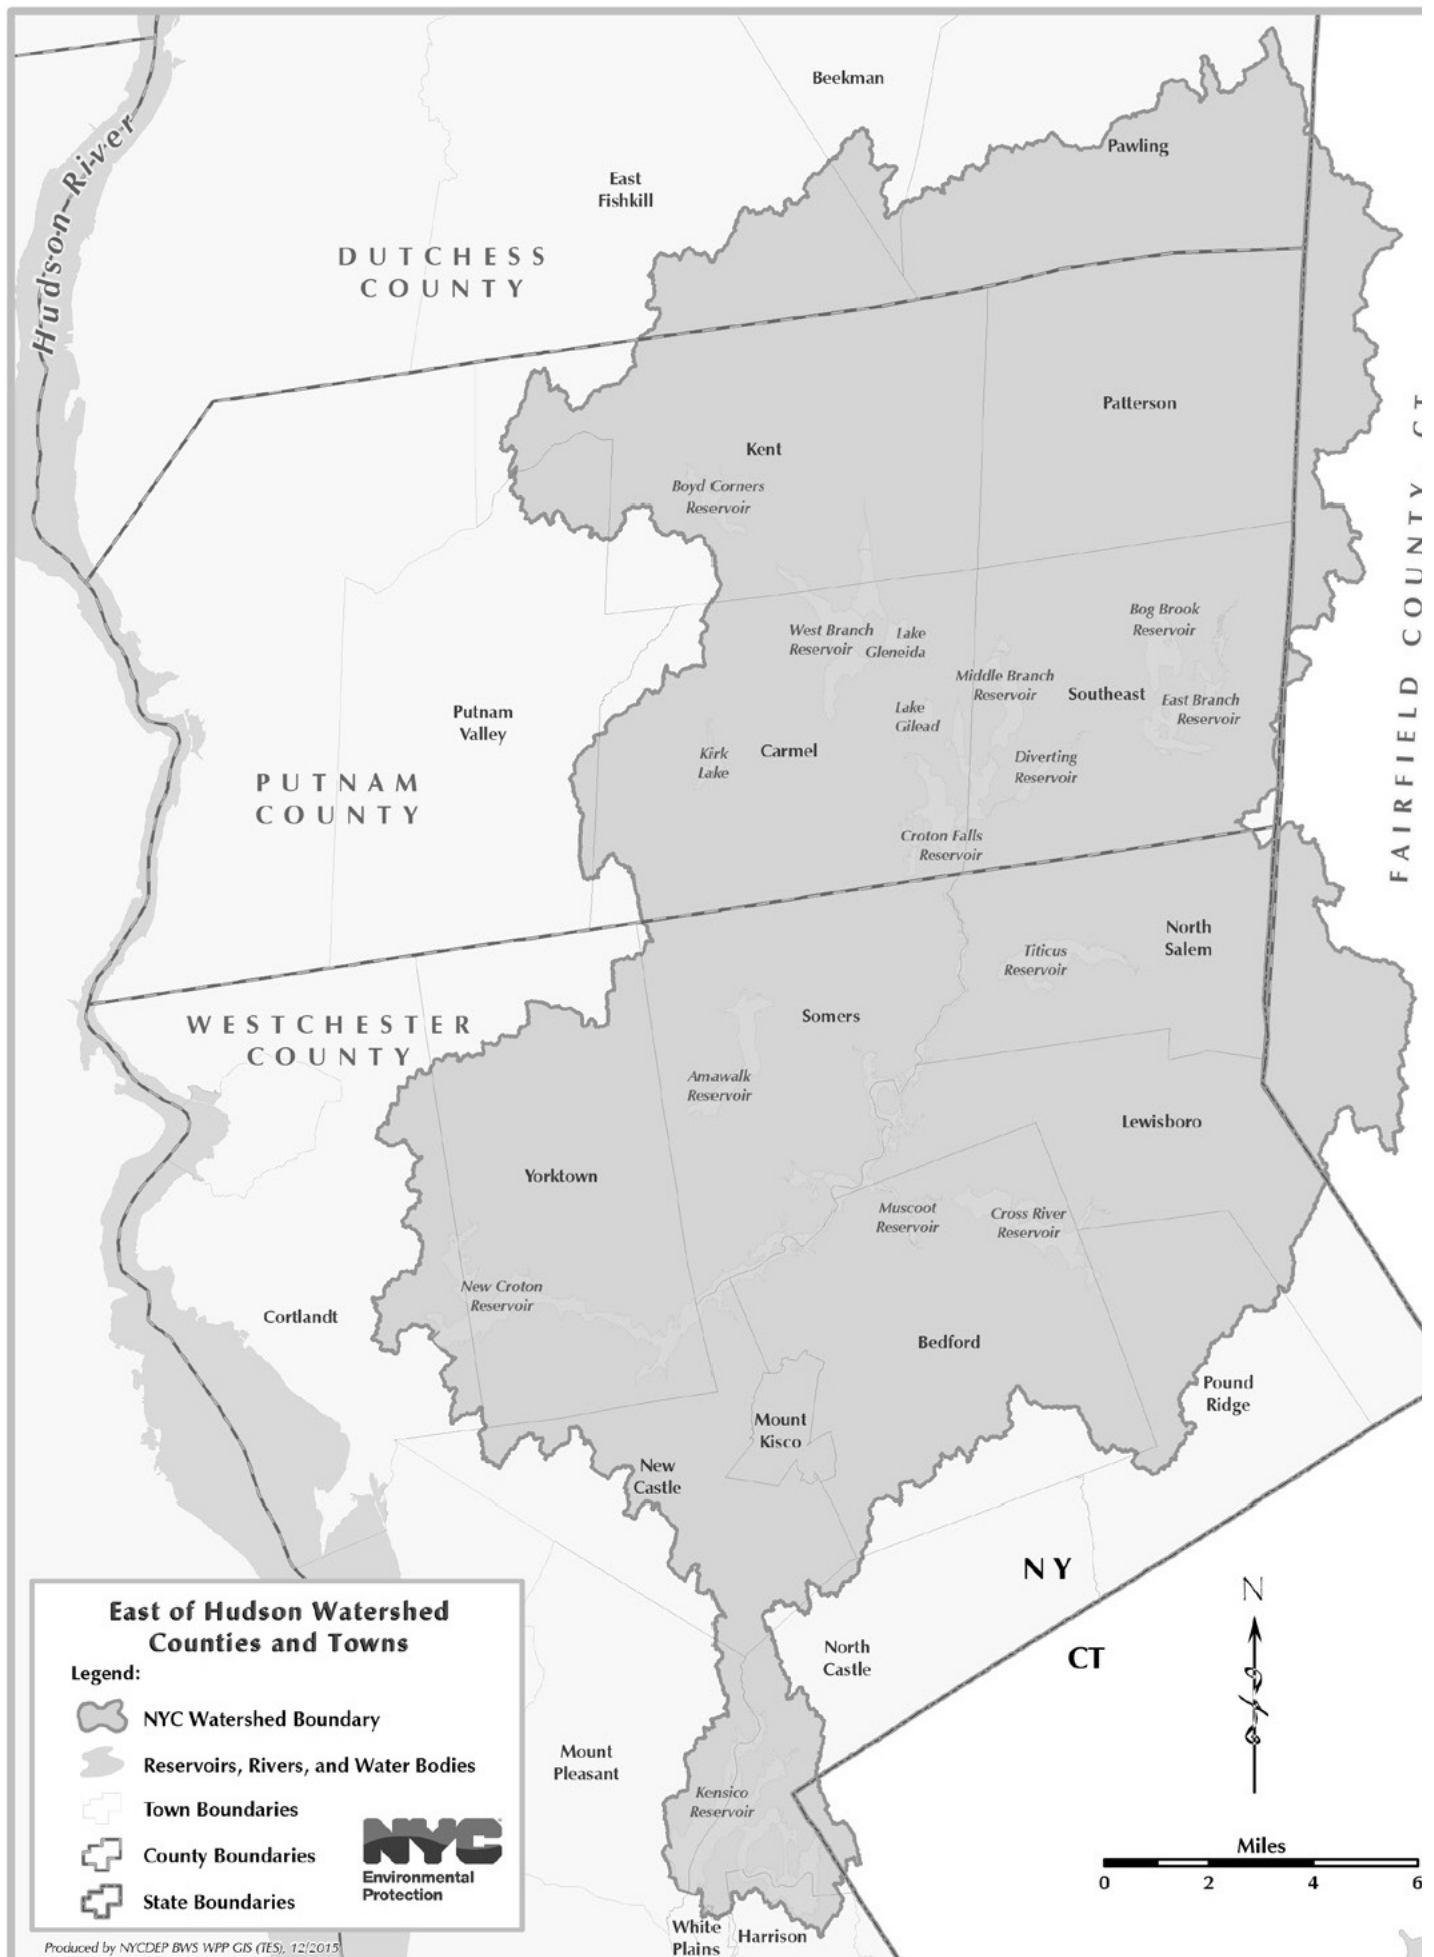 Beekman
Pawling
East
Fishkill
Hudson River
DUTCHESS
COUNTY
Patterson
Kent
Boyd Corners
Reservoir
FAIRFIELD COUNTY, CT
Bog Brook
Reservoir
West Branch
Reservoir
Lake
Gleneida
Middle Branch
Reservoir
Southeast
East Branch
Reservoir
Lake
Gilead
Putnam
Valley
Kirk
Lake
Carmel
Diverting
Reservoir
PUTNAM
COUNTY
Croton Falls
Reservoir
North
Salem
Titicus
Reservoir
Somers
WESTCHESTER
COUNTY
Amawalk
Reservoir
Lewisboro
Yorktown
Muscoot
Reservoir
Cross River
Reservoir
New Croton
Reservoir
Cortlandt
Bedford
Pound
Ridge
Mount
Kisco
New
Castle
NY
N
CT
North
Castle
Mount
Pleasant
Kensico
Reservoir
White
Plains
Harrison
East of Hudson Watershed
Counties and Towns
Legend:
NYC Watershed Boundary
Reservoirs, Rivers, and Water Bodies
Town Boundaries
County Boundaries
State Boundaries
NYC
Environmental
Protection
Miles
0 2 4 6
Produced by NYCDEP BWS WPP GIS (TES), 12/2015